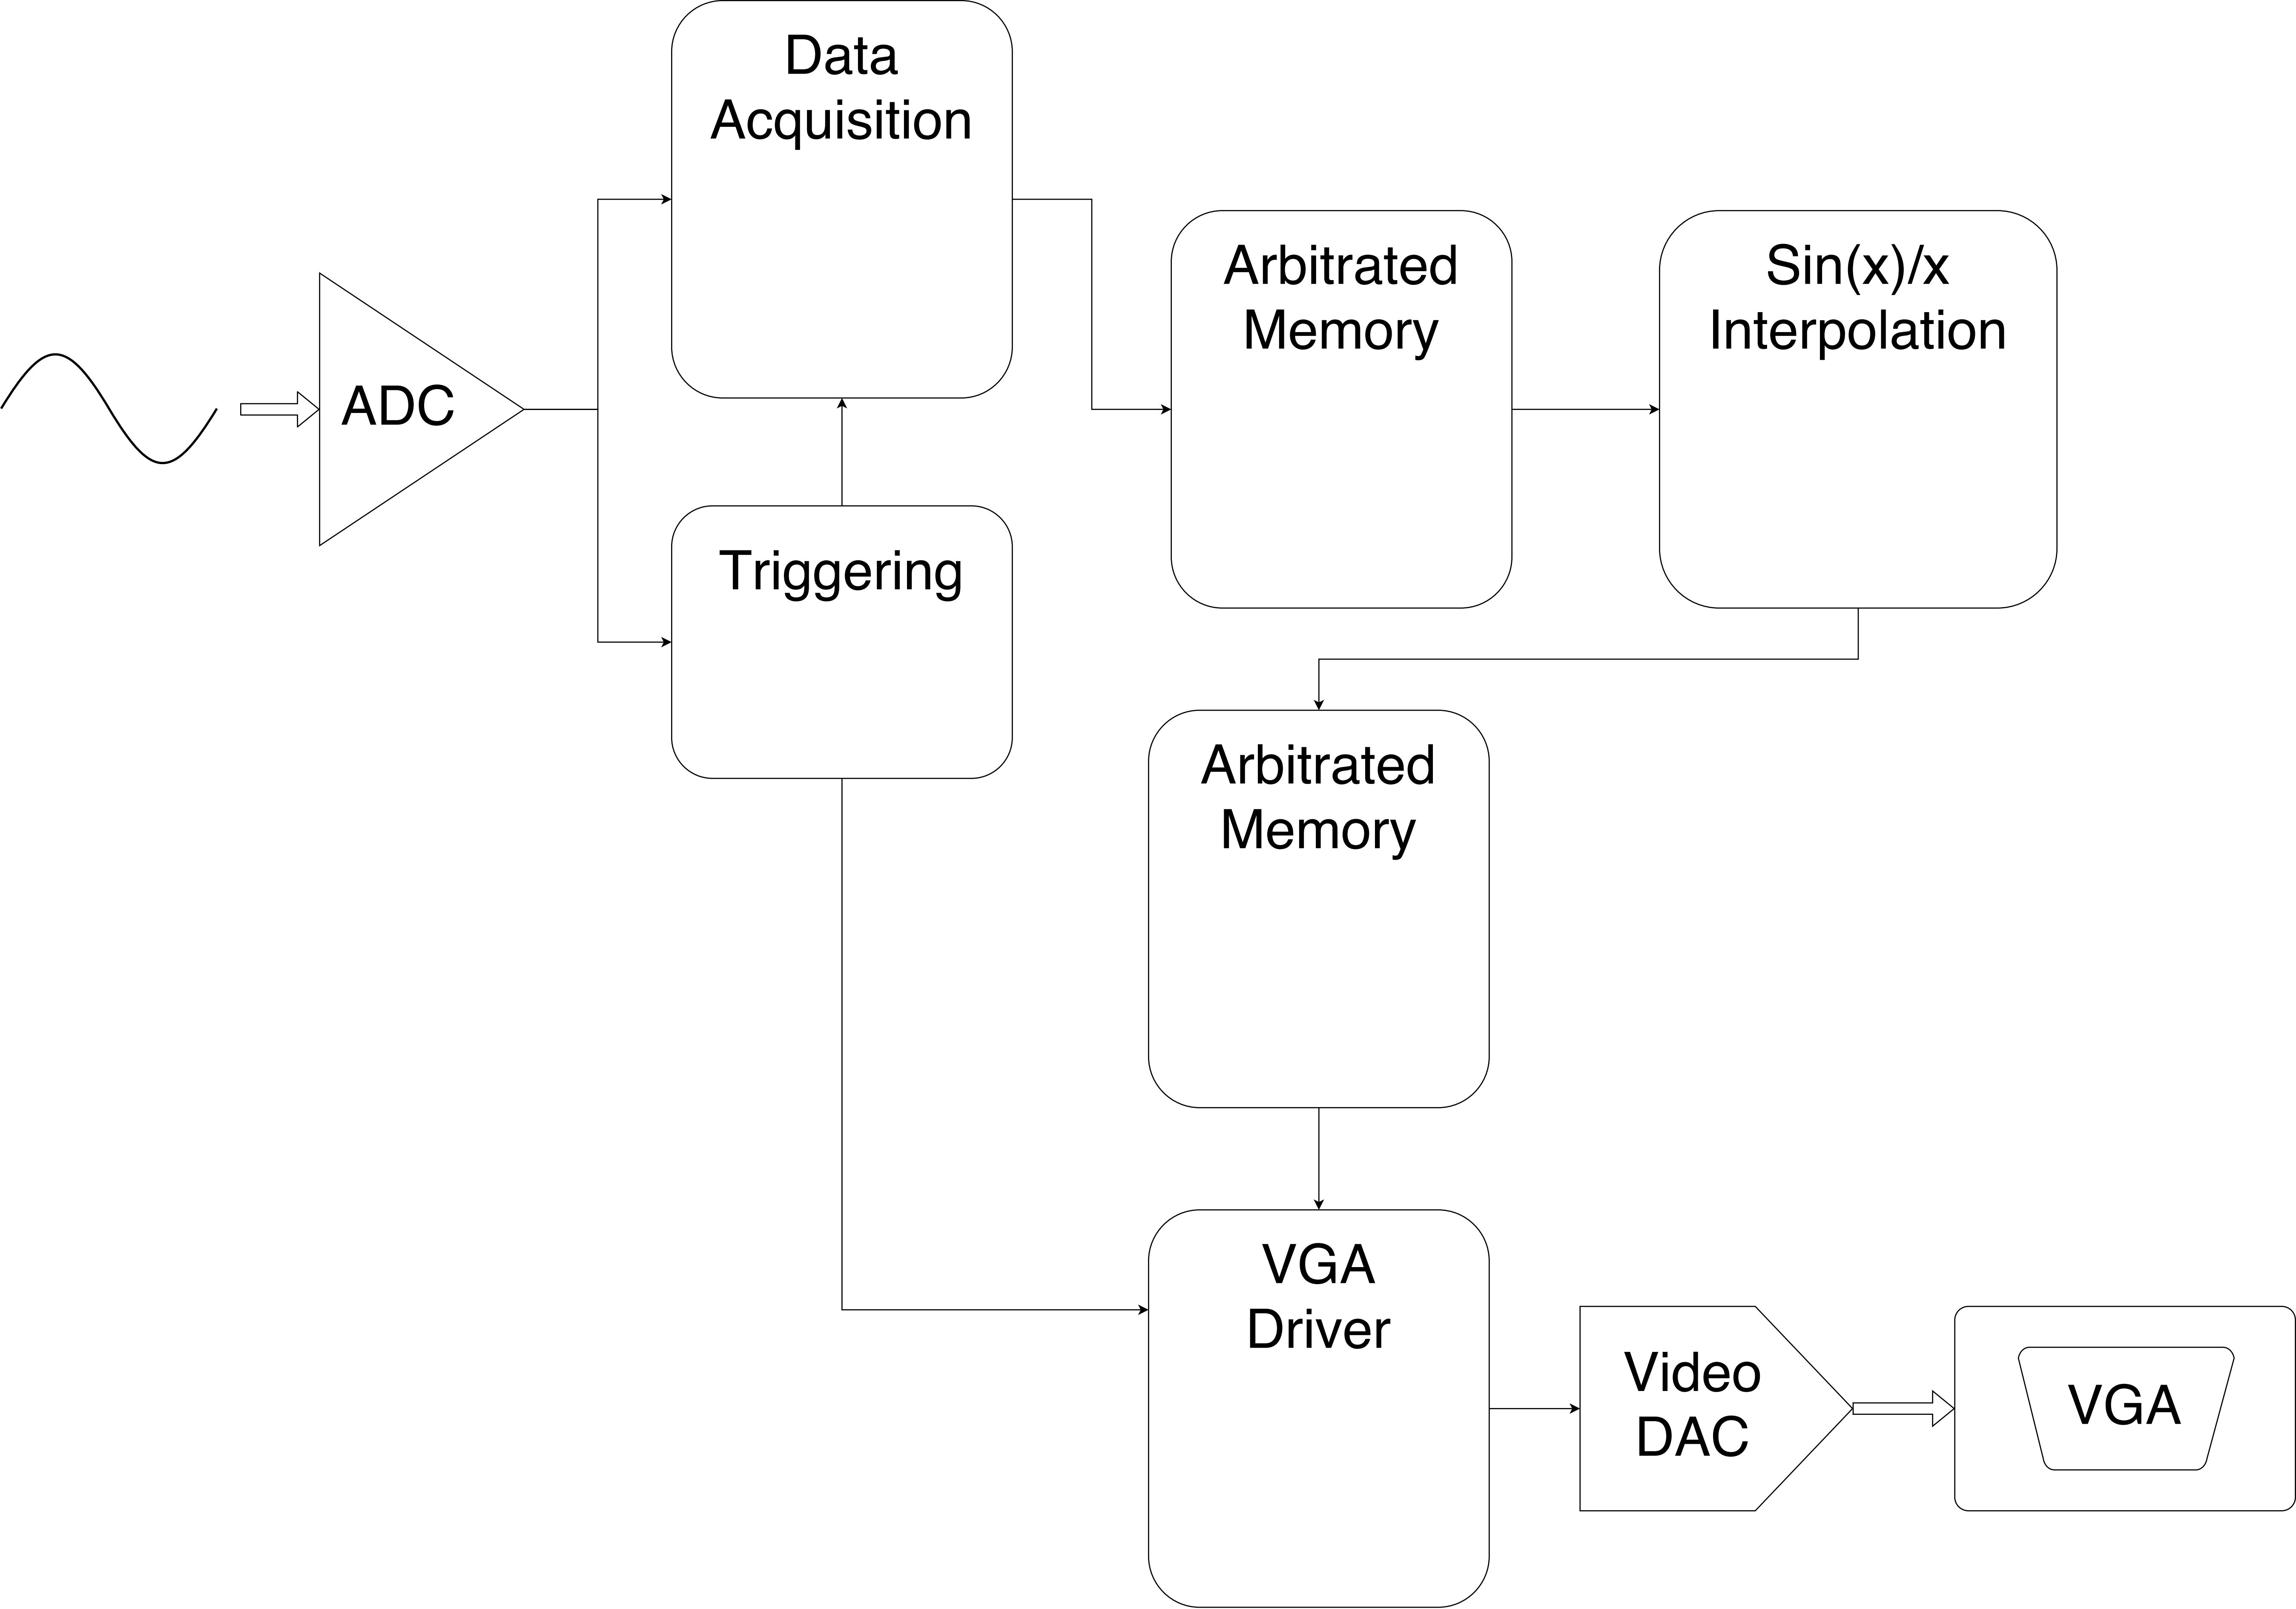 Data
Acquisition
Arbitrated
Memory
Sin(x)/x
Interpolation
ADC
Triggering
Arbitrated
Memory
VGA
Driver
Video
DAC
VGA